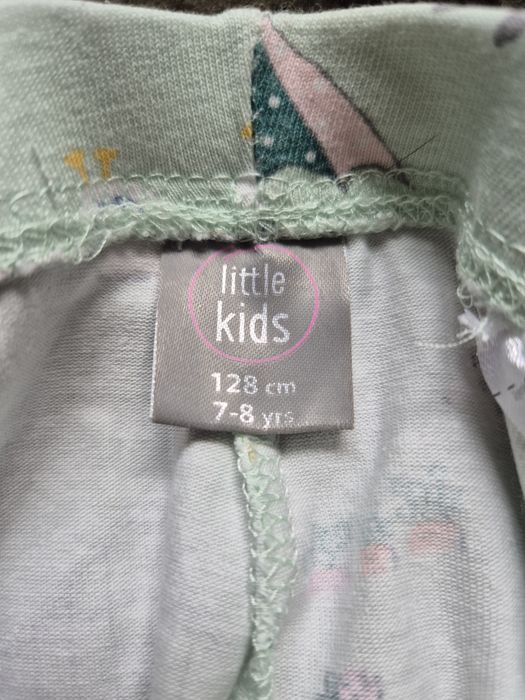 little
kids
128 cm
7-8 yrs